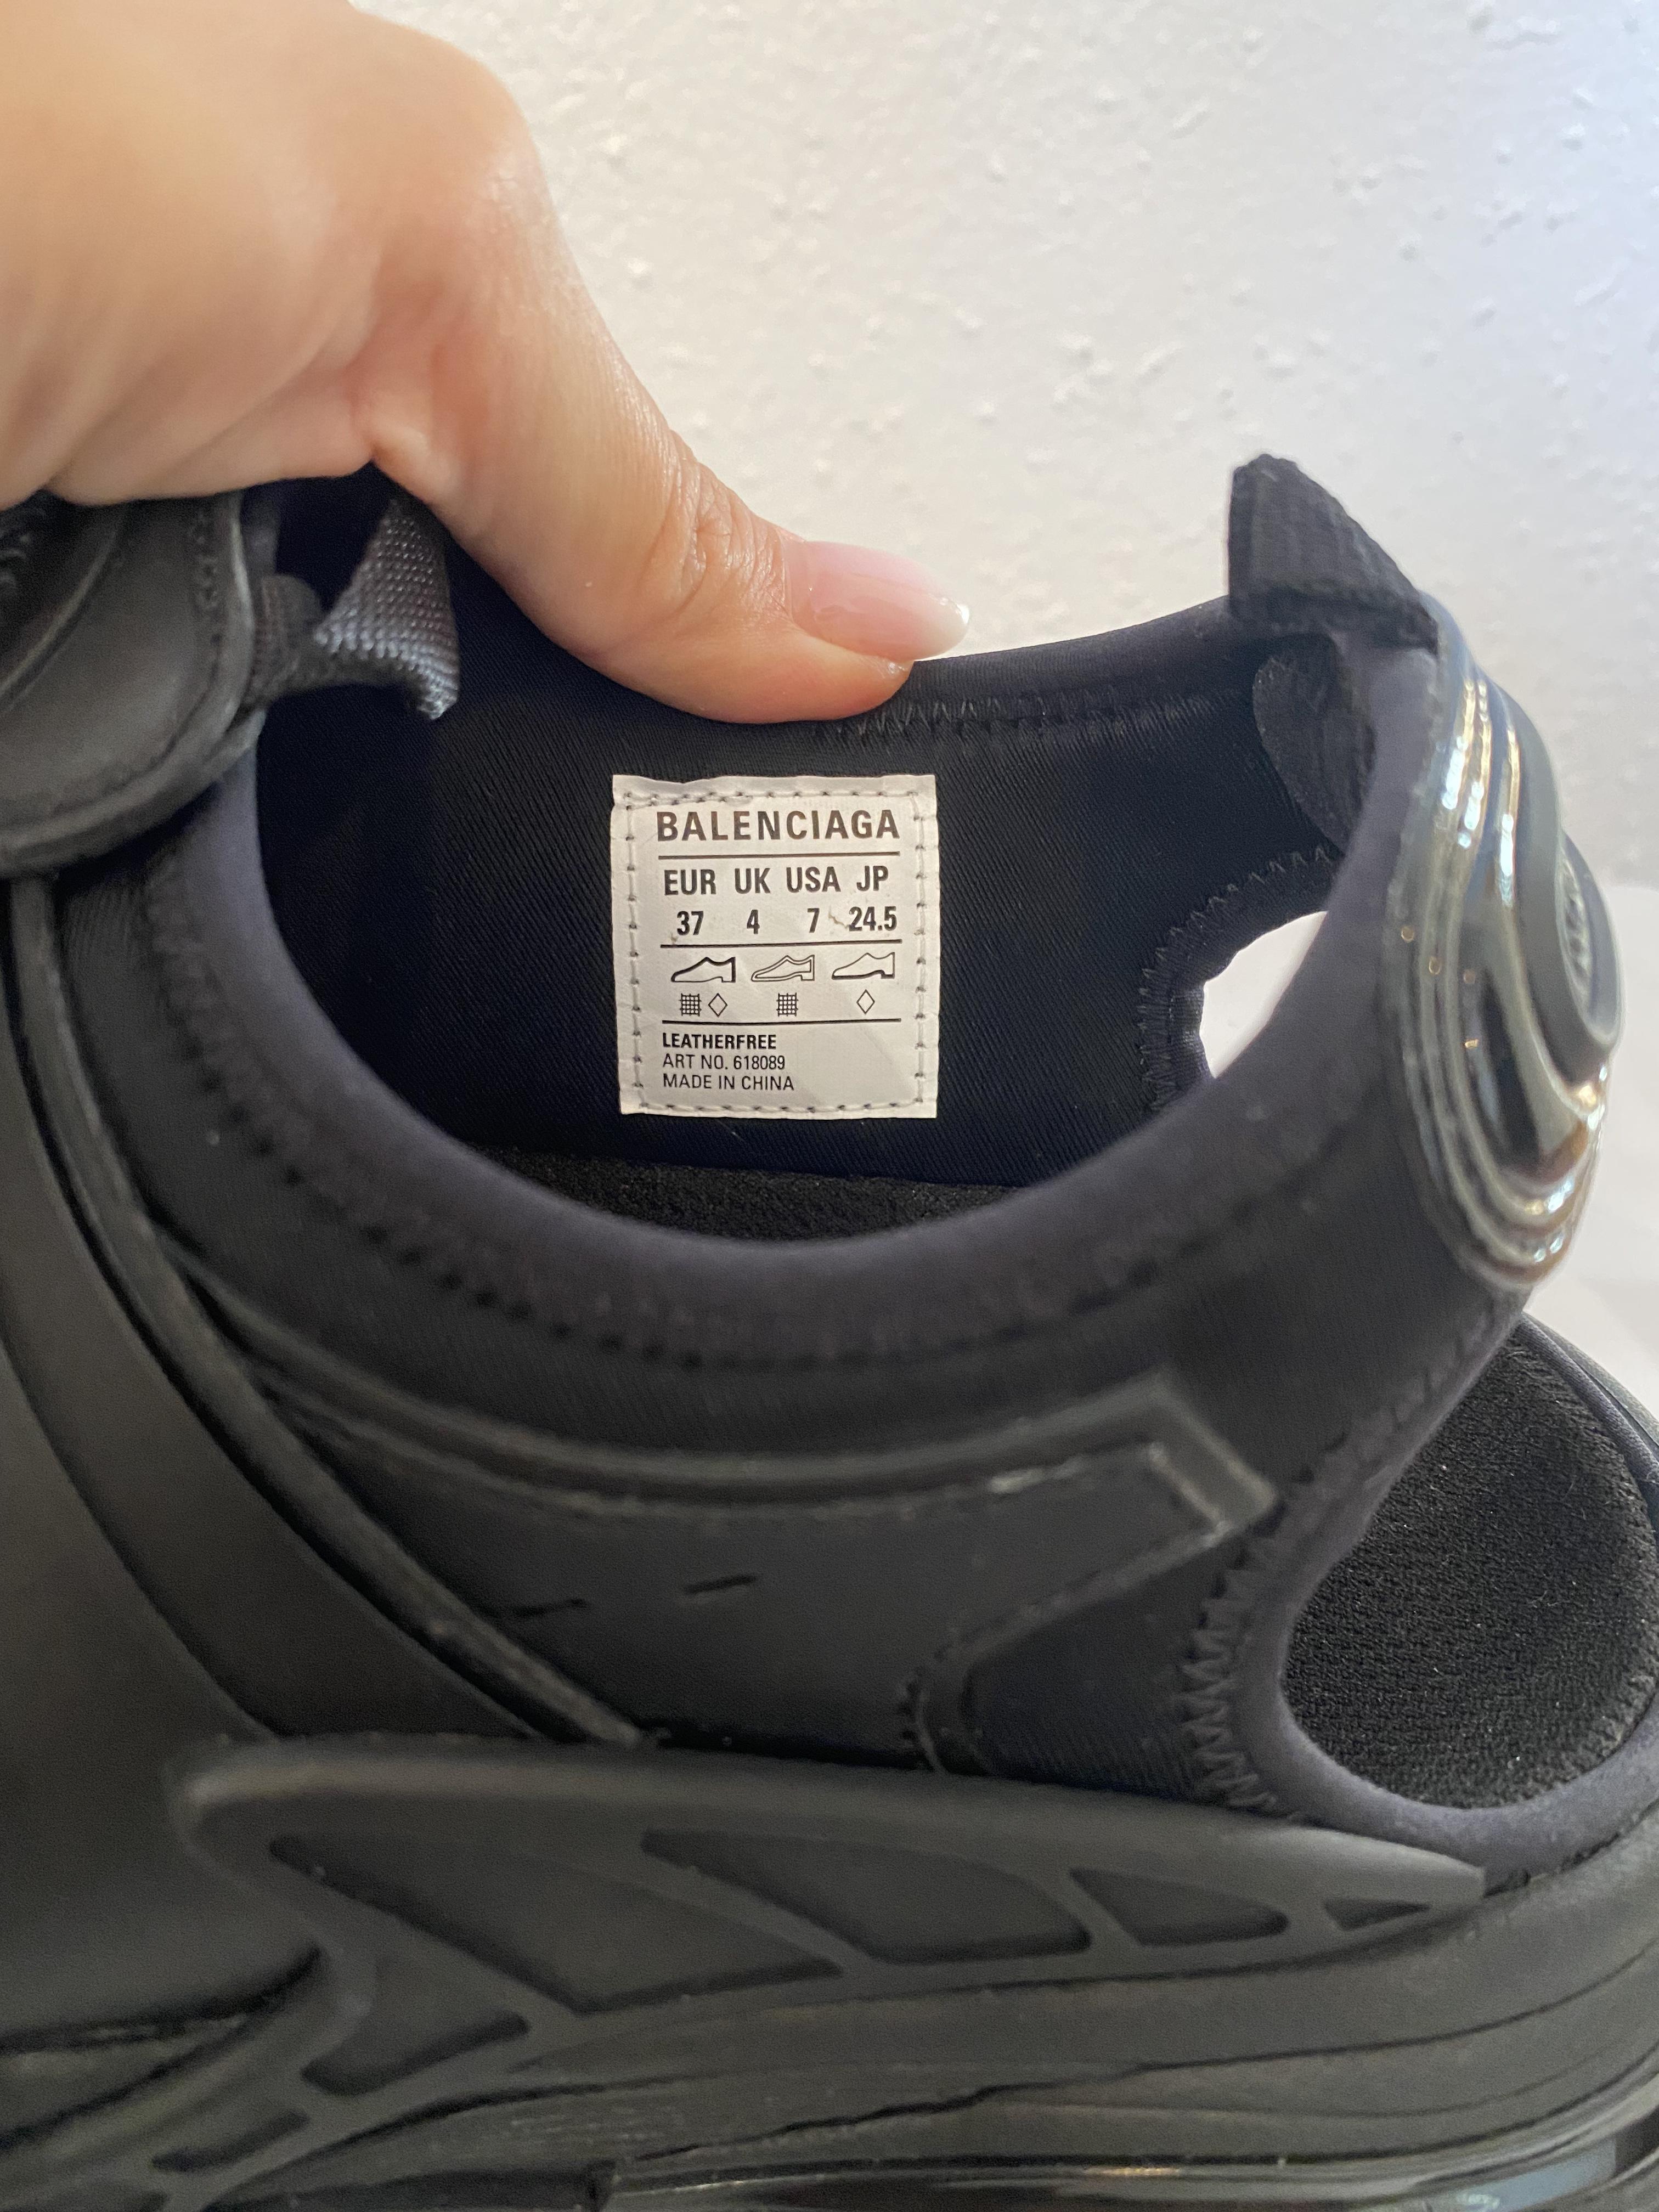 BALENCIAGA
EUR UK USA JP
37 4 7 24.5
LEATHERFREE
ART NO. 618089
MADE IN CHINA